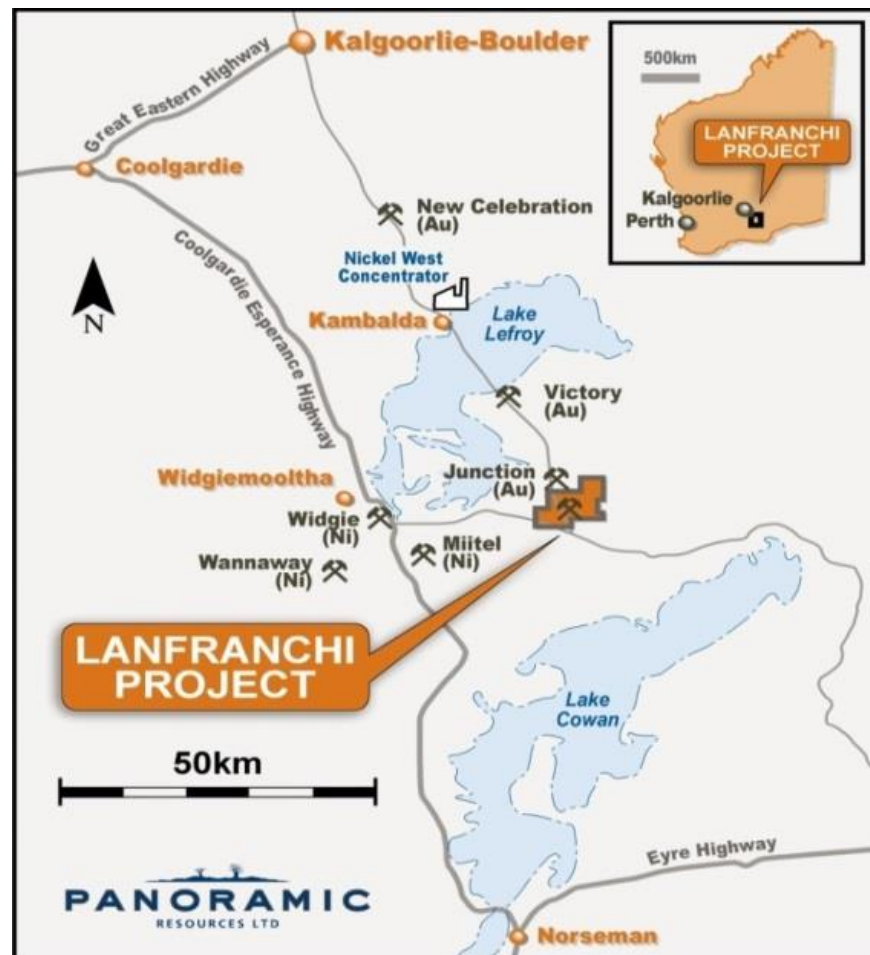 Kalgoorlie-Boulder
Great Eastern Highway
Coolgardie
500km
LANFRANCHI
PROJECT
Kalgoorlie
Perth
New Celebration
(Au)
Nickel West
Concentrator
Coolgardie Esperance Highway
N
Kambalda
Lake
Lefroy
Victory
(Au)
Junction
(Au)
Widgiemooltha
Widgie
(Ni)
Miitel
(Ni)
Wannaway
(Ni)
LANFRANCHI
PROJECT
Lake
Cowan
50km
Eyre Highway
PANORAMIC
RESOURCES LTD
Norseman